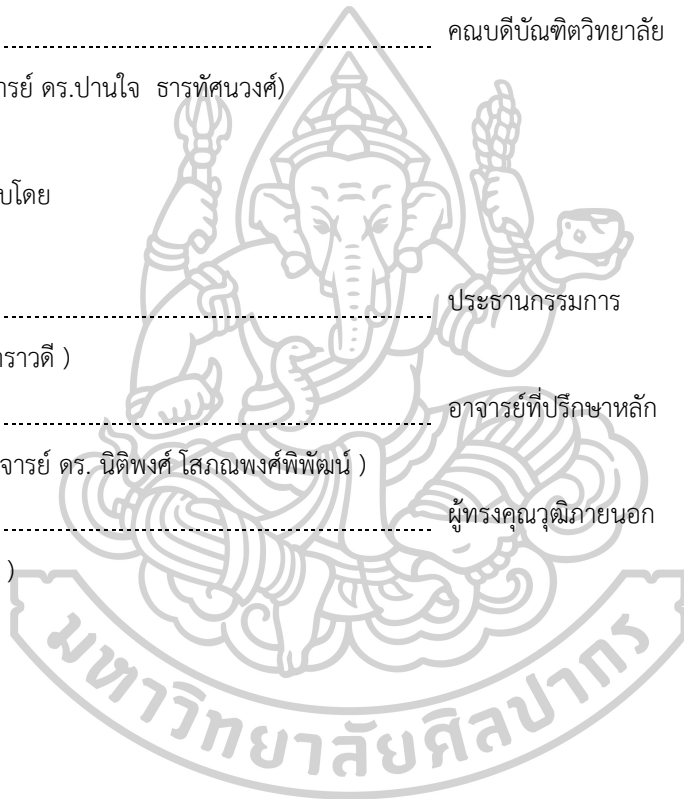 คณบดีบัณฑิตวิทยาลัย
ารย์ ดร.ปานใจ ธารทัศนวงศ์)
บโดย
ประธานกรรมการ
าราวดี )
อาจารย์ที่ปรึกษาหลัก
จารย์ ดร. นิติพงศ์ โสภณพงศ์พิพัฒน์ )
ผู้ทรงคุณวุฒิภายนอก
)
มหาวิทยาลัยศิลปากร